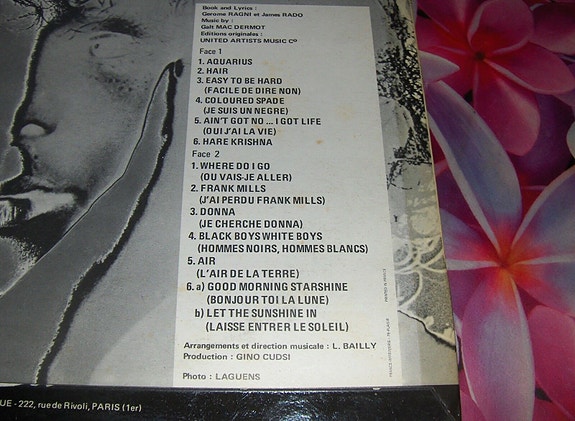 Book and Lyrics :
Gerome RAGNI et James RADO
Music by :
Galt MAC DERMOT
Editions originales :
UNITED ARTISTS MUSIC Cº
Face 1
1. AQUARIUS
2. HAIR
3. EASY TO BE HARD
(FACILE DE DIRE NON)
4. COLOURED SPADE
(JE SUIS UN NEGRE)
5. AIN'T GOT NO ... I GOT LIFE
(OUI J'AI LA VIE)
6. HARE KRISHNA
Face 2
1. WHERE DO I GO
(OU VAIS-JE ALLER)
2. FRANK MILLS
(J'AI PERDU FRANK MILLS)
3. DONNA
(JE CHERCHE DONNA)
4. BLACK BOYS WHITE BOYS
(HOMMES NOIRS, HOMMES BLANCS)
5. AIR
(L'AIR DE LA TERRE)
6. a) GOOD MORNING STARSHINE
(BONJOUR TOI LA LUNE)
b) LET THE SUNSHINE IN
(LAISSE ENTRER LE SOLEIL)
Arrangements et direction musicale : L. BAILLY
Production : GINO CUDSI
Photo : LAGUENS
UE - 222, rue de Rivoli, PARIS (1er)